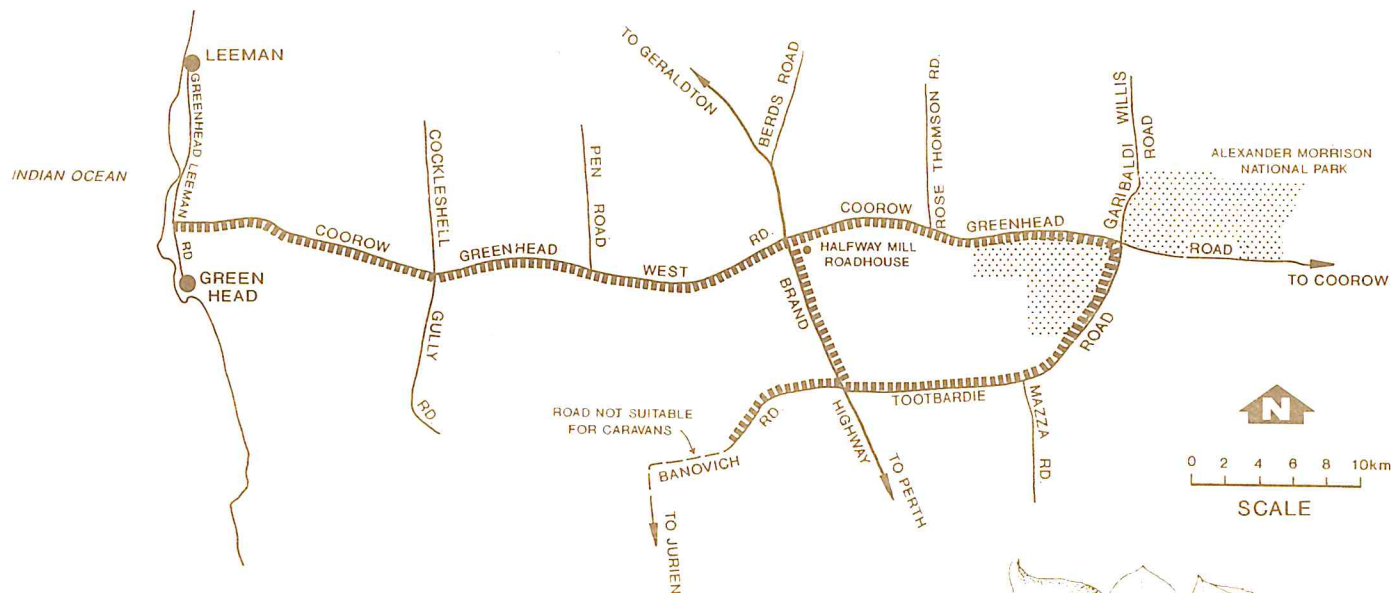 LEEMAN
GREENHEAD LEEMAN
RD
GREEN
HEAD
INDIAN OCEAN
COCKLESHELL
GULLY
RD.
PEN
ROAD
COOROW
GREENHEAD
WEST
RD.
TO GERALDTON
BERDS ROAD
HALFWAY MILL
ROADHOUSE
BRAND
HIGHWAY
TO PERTH
COOROW
ROSE THOMSON RD.
GREENHEAD
GARIBALDI WILLIS
ROAD
ALEXANDER MORRISON
NATIONAL PARK
ROAD
TO COOROW
ROAD
TOOTBARDIE
MAZZA
RD.
ROAD NOT SUITABLE
FOR CARAVANS
BANOVICH
RD.
TO JURIEN
N
0 2 4 6 8 10km
SCALE